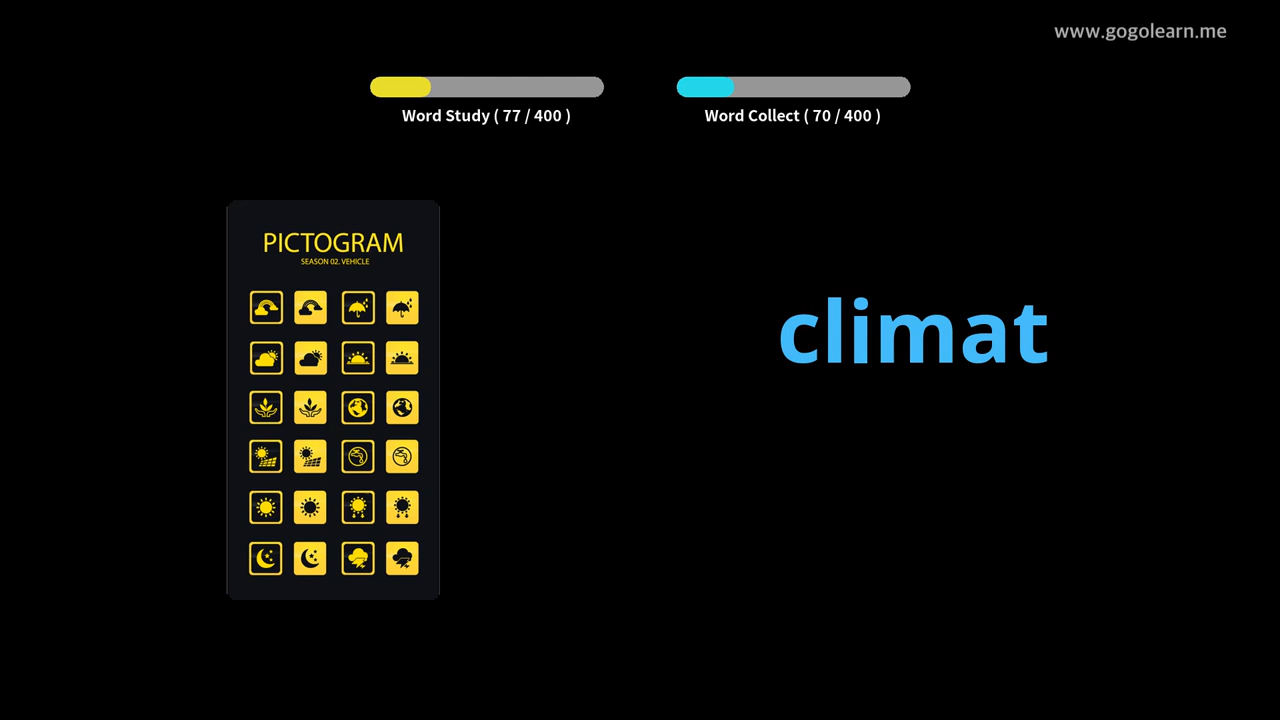 www.gogolearn.me
Word Study ( 77 / 400 )
Word Collect ( 70 / 400 )
PICTOGRAM
SEASON 02. VEHICLE
climat